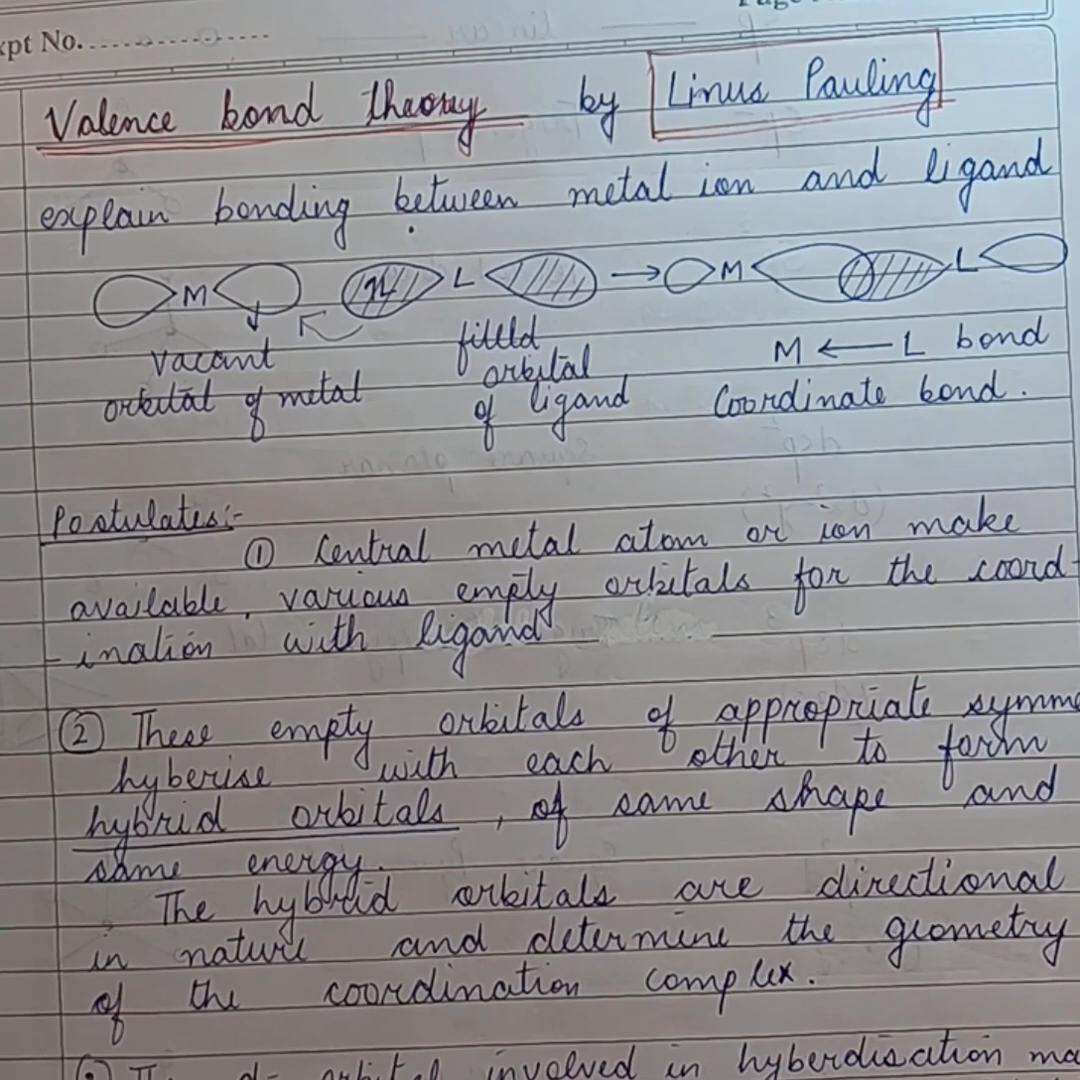 xpt No.
Valence bond theory by Linus Pauling
explain bonding between metal ion and ligand
M L → M L
vacant filled M ← L bond
orbital of metal orbital Coordinate bond.
of ligand
Postulates:-
① Central metal atom or ion make
available, various empty orbitals for the coord-
-ination with ligand
② These empty orbitals of appropriate symme
hyberise with each other to form
hybrid orbitals, of same shape and
same energy.
The hybrid orbitals are directional
in nature and determine the geometry
of the coordination complex.
d- orbital involved in hyberdisation ma